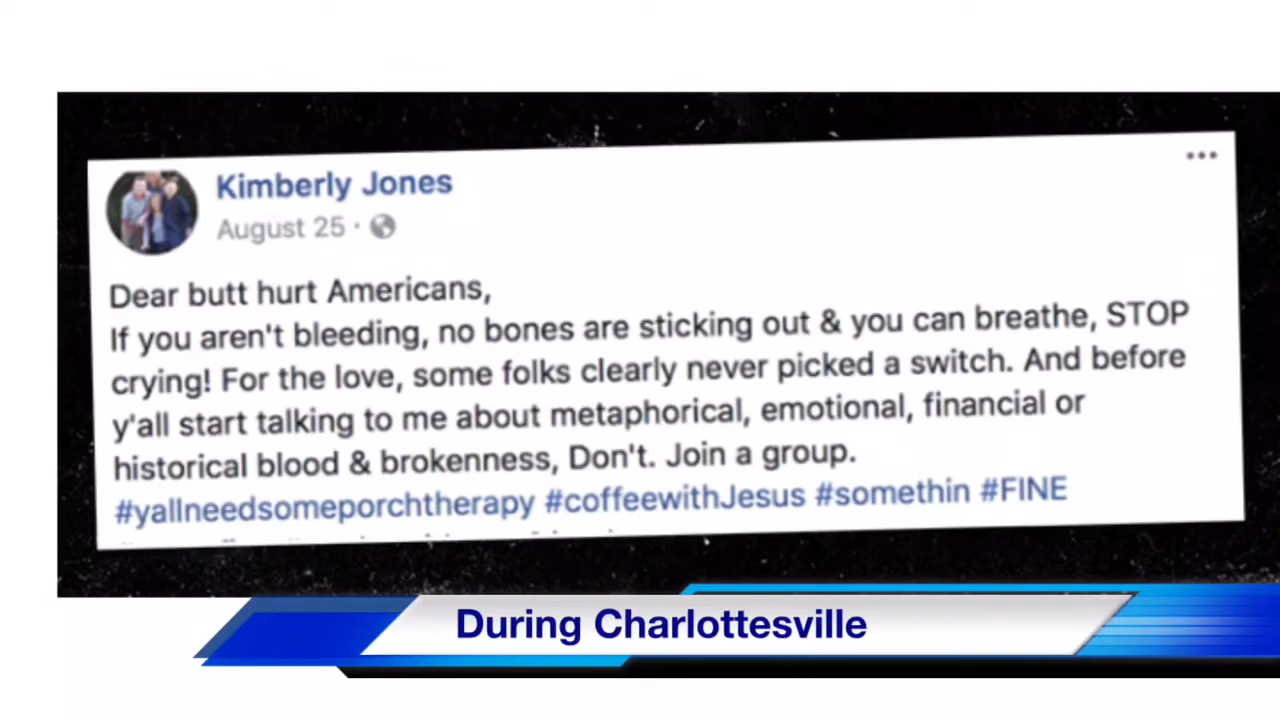 Kimberly Jones
August 25 ·
Dear butt hurt Americans,
If you aren't bleeding, no bones are sticking out & you can breathe, STOP
crying! For the love, some folks clearly never picked a switch. And before
y'all start talking to me about metaphorical, emotional, financial or
historical blood & brokenness, Don't. Join a group.
#yallneedsomeporchtherapy #coffeewithJesus #somethin #FINE
During Charlottesville